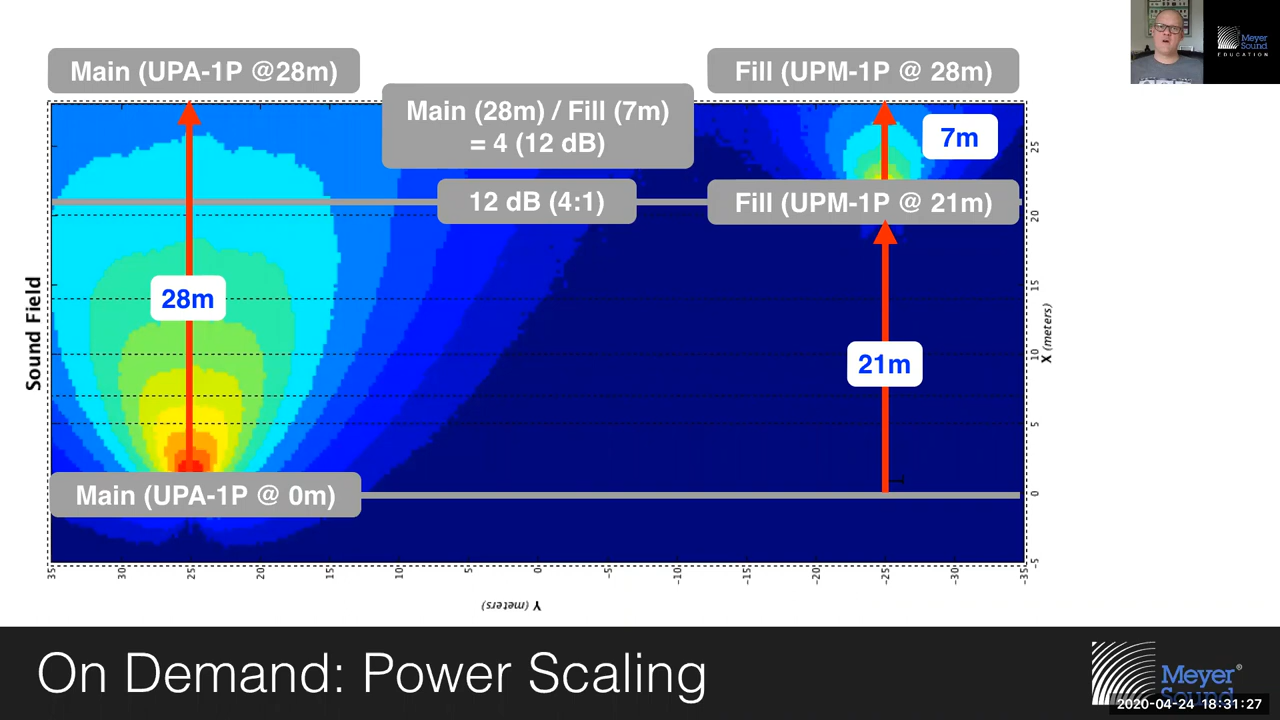 Meyer
Sound
EDUCATION
Main (UPA-1P @28m)
Fill (UPM-1P @ 28m)
Main (28m) / Fill (7m)
= 4 (12 dB)
7m
12 dB (4:1)
Fill (UPM-1P @ 21m)
28m
21m
Main (UPA-1P @ 0m)
Sound Field
25
20
15
10
5
0
-5
X (meters)
35
30
25
20
15
10
5
0
-5
-10
-15
-20
-25
-30
-35
Y (meters)
On Demand: Power Scaling
Meyer®
Sound
2020-04-24 18:31:27